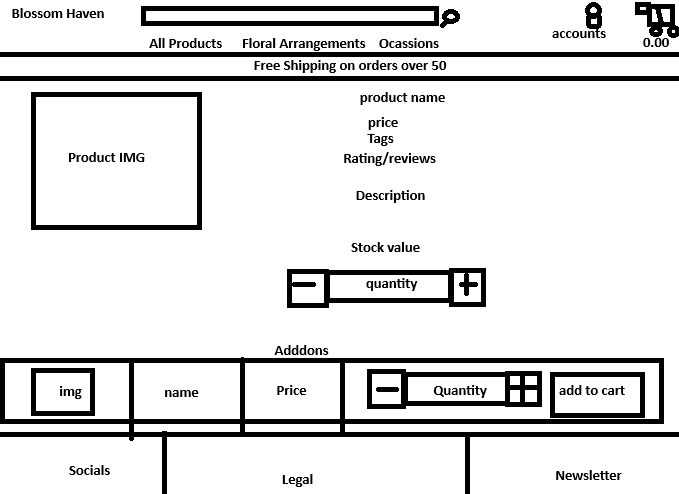 Blossom Haven
accounts
0.00
All Products Floral Arrangements Ocassions
Free Shipping on orders over 50
product name
price
Tags
Product IMG
Rating/reviews
Description
Stock value
quantity
Adddons
img name Price Quantity add to cart
Socials Legal Newsletter